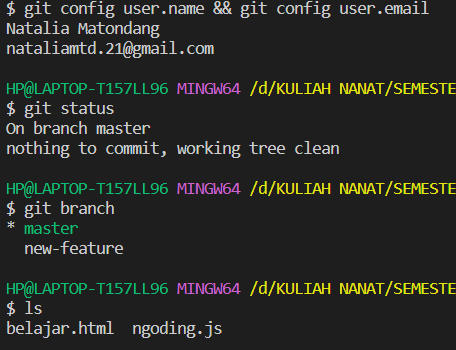 $ git config user.name && git config user.email
Natalia Matondang
nataliamtd.21@gmail.com
HP@LAPTOP-T157LL96 MINGW64 /d/KULIAH NANAT/SEMESTE
$ git status
On branch master
nothing to commit, working tree clean
HP@LAPTOP-T157LL96 MINGW64 /d/KULIAH NANAT/SEMESTE
$ git branch
* master
  new-feature
HP@LAPTOP-T157LL96 MINGW64 /d/KULIAH NANAT/SEMESTE
$ ls
belajar.html  ngoding.js